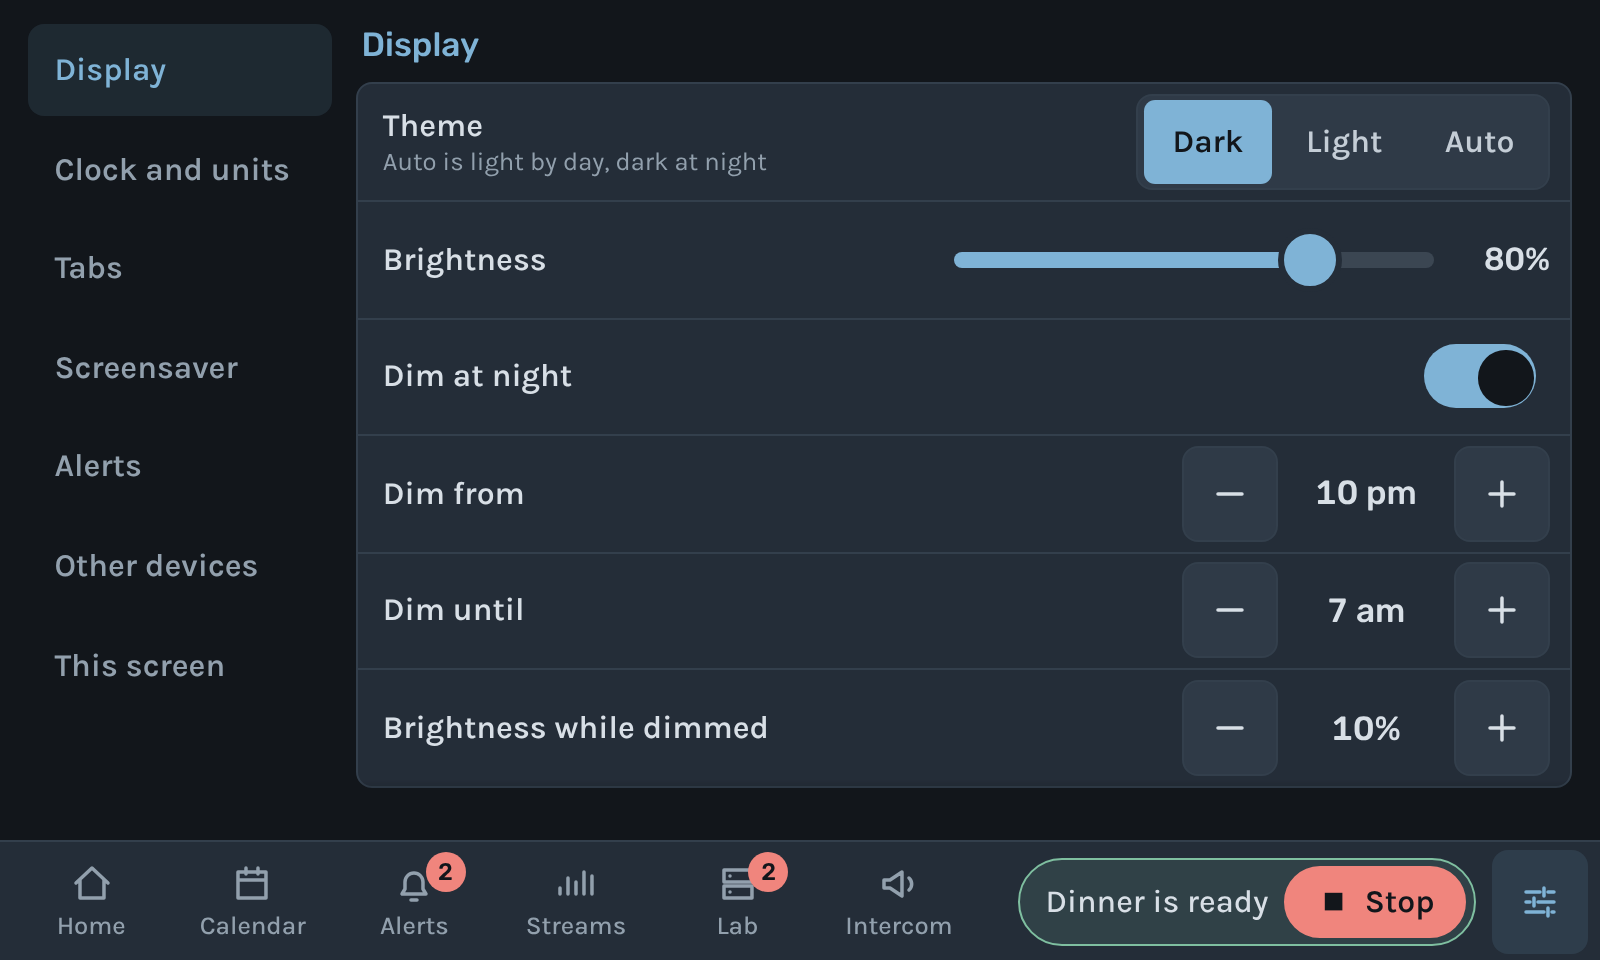 Display
Clock and units
Tabs
Screensaver
Alerts
Other devices
This screen
Display
Theme
Auto is light by day, dark at night
Dark Light Auto
Brightness 80%
Dim at night
Dim from 10 pm
Dim until 7 am
Brightness while dimmed 10%
Home
Calendar
2
Alerts
Streams
2
Lab
Intercom
Dinner is ready
Stop